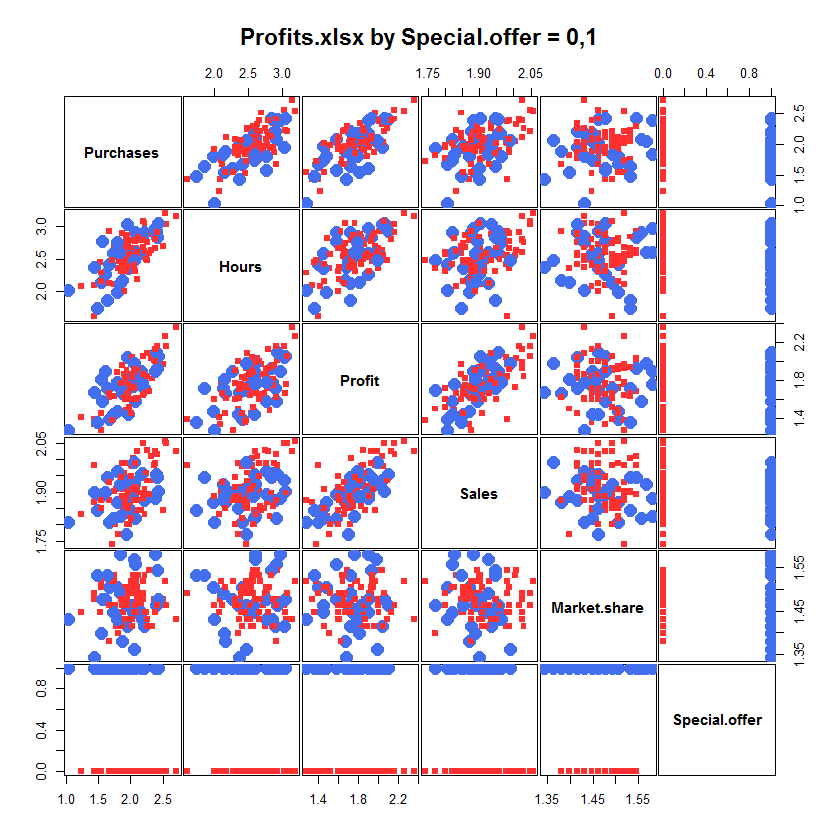 Profits.xlsx by Special.offer = 0,1
2.0 2.5 3.0 1.75 1.90 2.05 0.0 0.4 0.8
Purchases
1.0 1.5 2.0 2.5
Hours
2.0 2.5 3.0
Profit
1.4 1.8 2.2
Sales
1.75 1.90 2.05
Market.share
1.35 1.45 1.55
Special.offer
0.0 0.4 0.8
1.0 1.5 2.0 2.5 1.4 1.8 2.2 1.35 1.45 1.55